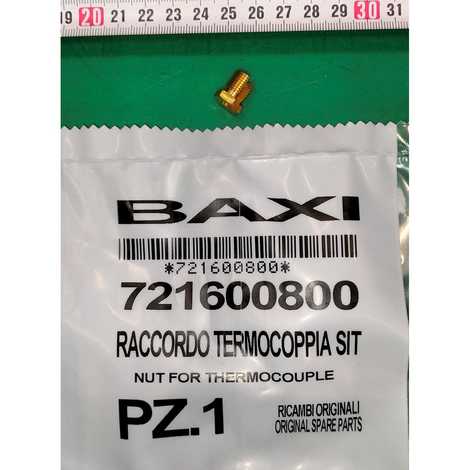 19 20 21 22 23 24 25 26 27 28 29 30 31
BAXI
*721600800*
721600800
RACCORDO TERMOCOPPIA SIT
NUT FOR THERMOCOUPLE
PZ.1
RICAMBI ORIGINALI
ORIGINAL SPARE PARTS